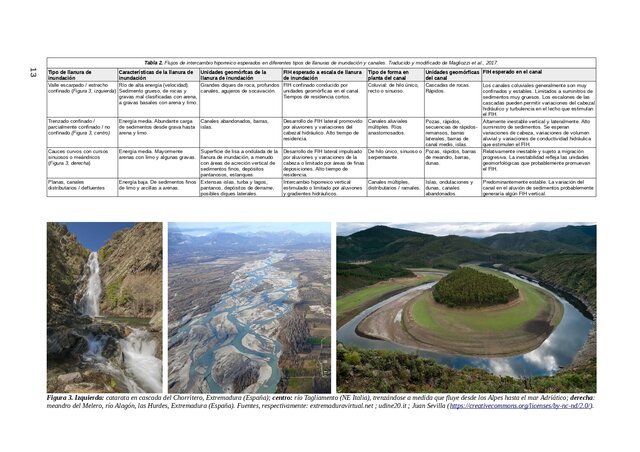 13
Tabla 2. Flujos de intercambio hiporreico esperados en diferentes tipos de llanuras de inundación y canales. Traducido y modificado de Magliozzi et al., 2017.
Tipo de llanura de inundación
Características de la llanura de inundación
Unidades geomórficas de la llanura de inundación
FIH esperado a escala de llanura de inundación
Tipo de forma en planta del canal
Unidades geomórficas del canal
FIH esperado en el canal
Valle escarpado / estrecho
confinado (Figura 3, izquierda)
Río de alta energía (velocidad).
Sedimento grueso, de rocas y
gravas mal clasificadas con arena,
a gravas basales con arena y limo.
Grandes diques de roca, profundos
canales, agujeros de socavación.
FIH confinado conducido por
unidades geomórficas en el canal.
Tiempos de residencia cortos.
Coluvial: de hilo único,
recto o sinuoso.
Cascadas de rocas.
Rápidos.
Los canales coluviales generalmente son muy
confinados y estables. Limitados a suministros de
sedimentos muy gruesos. Los escalones de las
cascadas pueden permitir variaciones del cabezal
hidráulico y turbulencia en el lecho que estimulen
el FIH.
Trenzado confinado /
parcialmente confinado / no
confinado (Figura 3, centro)
Energía media. Abundante carga
de sedimentos desde grava hasta
arena y limo.
Canales abandonados, barras,
islas.
Desarrollo de FIH lateral promovido
por aluviones y variaciones del
cabezal hidráulico. Alto tiempo de
residencia.
Canales aluviales
múltiples. Ríos
anastomosados.
Pozas, rápidos,
secuencias de rápidos-
remansos, barras
laterales, barras de
canal medio, islas.
Altamente inestable vertical y lateralmente. Alto
suministro de sedimentos. Se esperan
variaciones de cabeza, variaciones de volumen
aluvial y variaciones de conductividad hidráulica
que estimulen el FIH.
Cauces curvos con cursos
sinuosos o meándricos
(Figura 3, derecha)
Energía media. Mayormente
arenas con limo y algunas gravas.
Superficie de lisa a ondulada de la
llanura de inundación, a menudo
con áreas de acreción vertical de
sedimentos finos, depósitos
pantanosos, estanques.
Desarrollo de FIH lateral impulsado
por aluviones y variaciones de la
cabeza o limitado por áreas de finas
deposiciones. Alto tiempo de
residencia.
De hilo único, sinuoso o
serpenteante.
Pozas, rápidos, barras
de meandro, barras,
dunas.
Relativamente inestable y sujeto a migración
progresiva. La inestabilidad refleja las unidades
geomorfológicas que probablemente promuevan
el FIH.
Planas, canales
distributarios / defluentes
Energía baja. De sedimentos finos
de limo y arcillas a arenas.
Extensas islas, turba y lagos,
pantanos, depósitos de derrame,
posibles diques laterales.
Intercambio hiporreico vertical
estimulado o limitado por aluviones
y gradientes hidráulicos.
Canales múltiples,
distributarios / ramales.
Islas, ondulaciones y
dunas, canales
abandonados.
Predominantemente estable. La variación del
canal en el aluvión de sedimentos probablemente
generaría algún FIH vertical.
Figura 3. Izquierda: catarata en cascada del Chorritero, Extremadura (España); centro: río Tagliamento (NE Italia), trenzándose a medida que fluye desde los Alpes hasta el mar Adriático; derecha:
meandro del Melero, río Alagón, las Hurdes, Extremadura (España). Fuentes, respectivamente: extremaduravirtual.net ; udine20.it ; Juan Sevilla (https://creativecommons.org/licenses/by-nc-nd/2.0/).